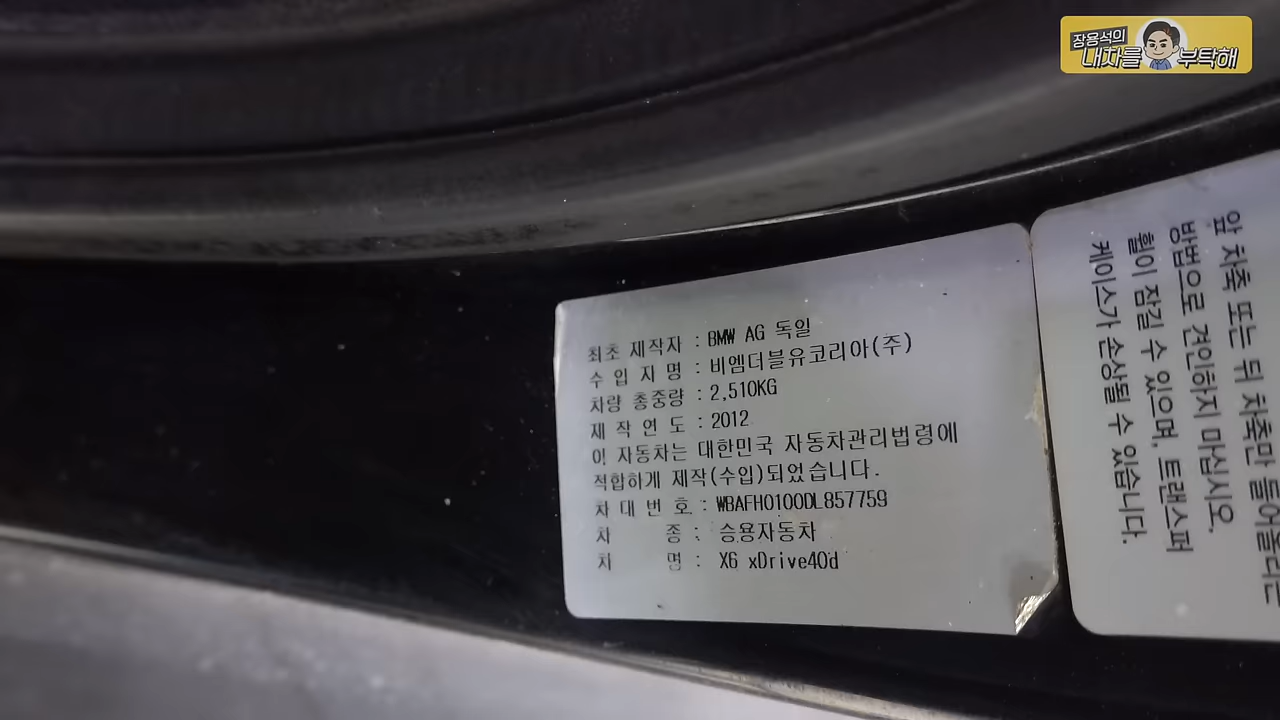 장용석의
내차를 부탁해
최초 제작자 : BMW AG 독일
수 입 자 명 : 비엠더블유코리아(주)
차량 총중량 : 2,510KG
제 작 연 도 : 2012
이 자동차는 대한민국 자동차관리법령에
적합하게 제작(수입)되었습니다.
차 대 번 호 : WBAFH0100DL857759
차 종 : 승용자동차
차 명 : X6 xDrive40d
앞 차축 또는 뒤 차축만 들어올리는
방법으로 견인하지 마십시오.
휠이 잠길 수 있으며, 트랜스퍼
케이스가 손상될 수 있습니다.